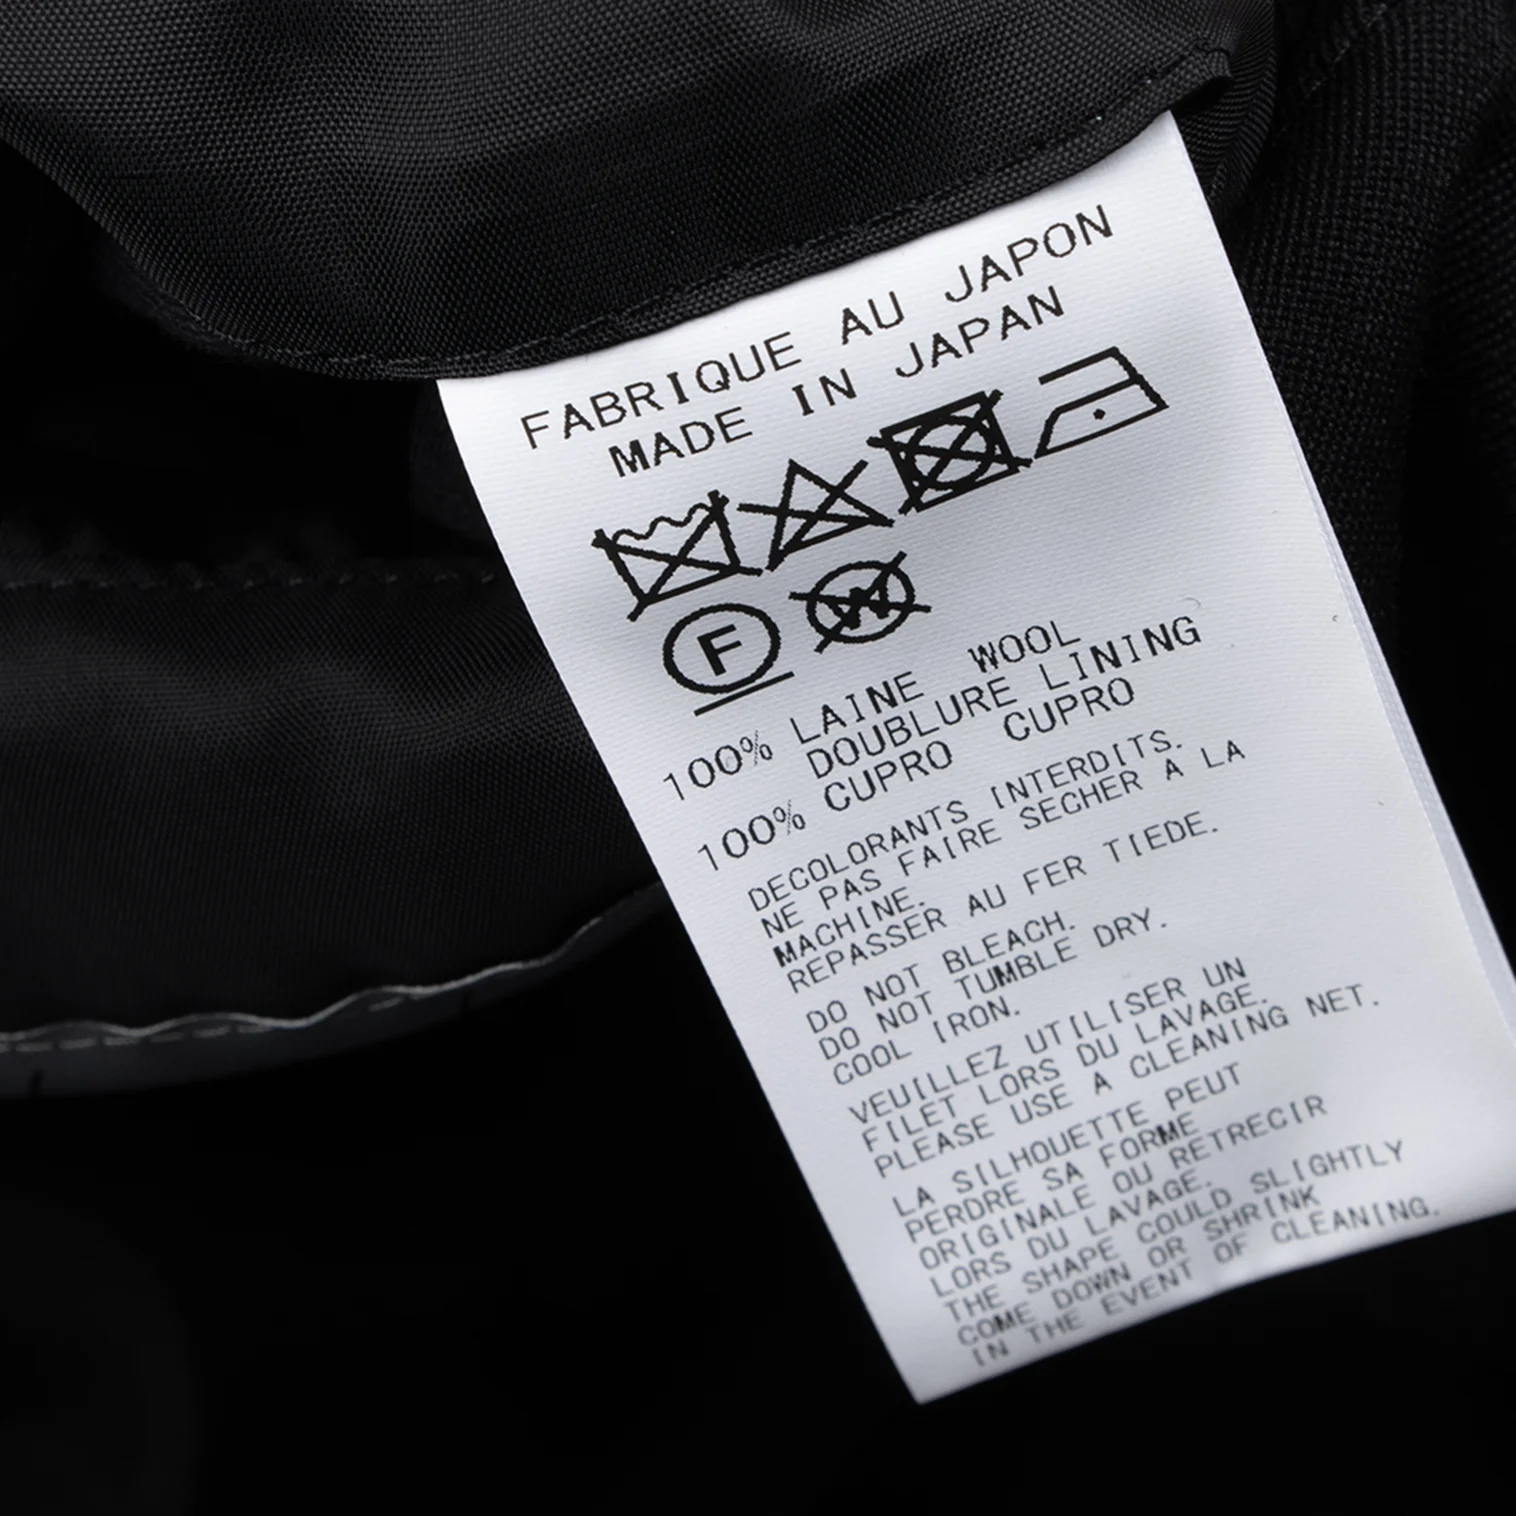 FABRIQUE AU JAPON
MADE IN JAPAN
F W
100% LAINE WOOL
DOUBLURE LINING
100% CUPRO CUPRO
DECOLORANTS INTERDITS.
NE PAS FAIRE SECHER A LA
MACHINE.
REPASSER AU FER TIEDE.
DO NOT BLEACH.
DO NOT TUMBLE DRY.
COOL IRON.
VEUILLEZ UTILISER UN
FILET LORS DU LAVAGE.
PLEASE USE A CLEANING NET.
LA SILHOUETTE PEUT
PERDRE SA FORME
ORIGINALE OU RETRECIR
LORS DU LAVAGE.
THE SHAPE COULD SLIGHTLY
COME DOWN OR SHRINK
IN THE EVENT OF CLEANING.